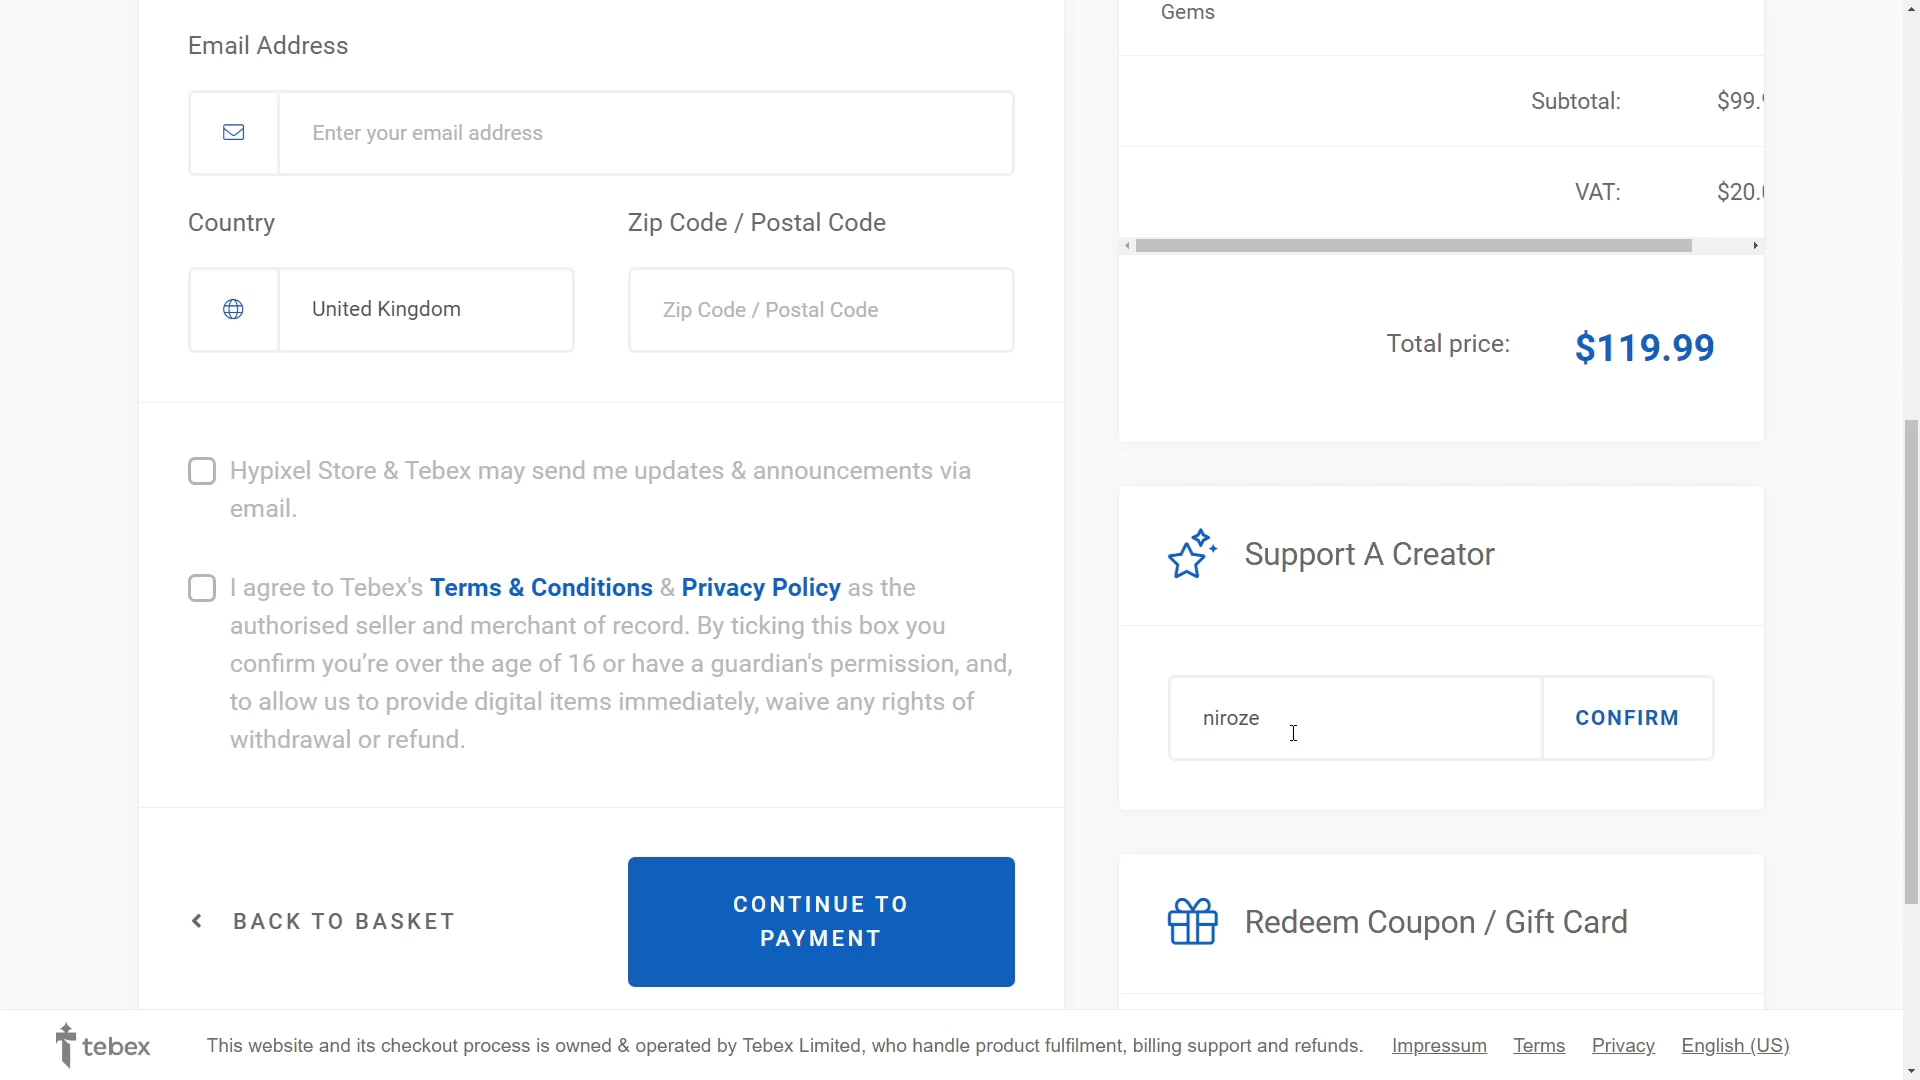 Email Address
Enter your email address
Country
Zip Code / Postal Code
United Kingdom
Zip Code / Postal Code
Hypixel Store & Tebex may send me updates & announcements via
email.
I agree to Tebex's Terms & Conditions & Privacy Policy as the
authorised seller and merchant of record. By ticking this box you
confirm you’re over the age of 16 or have a guardian's permission, and,
to allow us to provide digital items immediately, waive any rights of
withdrawal or refund.
BACK TO BASKET
CONTINUE TO
PAYMENT
Gems
Subtotal: $99.
VAT: $20.
Total price: $119.99
Support A Creator
niroze
CONFIRM
Redeem Coupon / Gift Card
tebex
This website and its checkout process is owned & operated by Tebex Limited, who handle product fulfilment, billing support and refunds. Impressum Terms Privacy English (US)